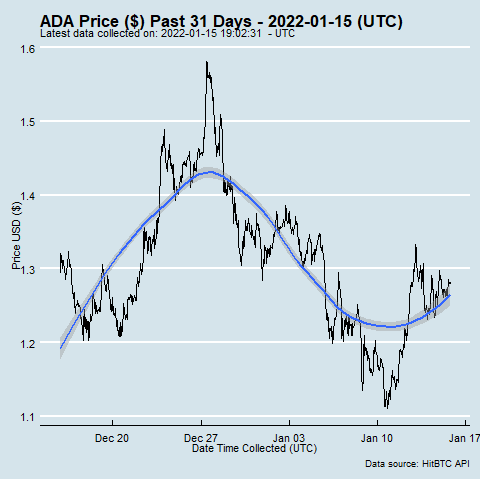 ADA Price ($) Past 31 Days - 2022-01-15 (UTC)
Latest data collected on: 2022-01-15 19:02:31  - UTC
1.6
1.5
1.4
1.3
1.2
1.1
Price USD ($)
Dec 20
Dec 27
Jan 03
Jan 10
Jan 17
Date Time Collected (UTC)
Data source: HitBTC API